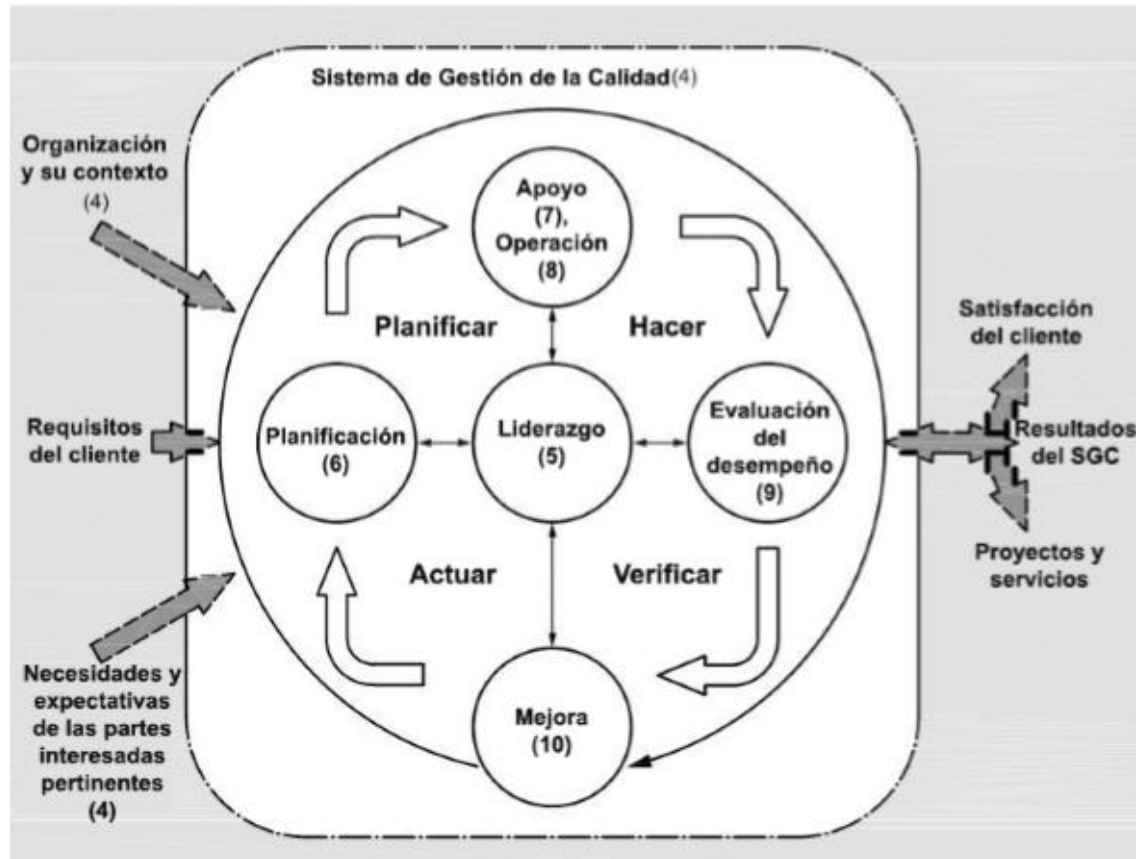 Sistema de Gestión de la Calidad(4)
Organización
y su contexto
(4)
Apoyo
(7),
Operación
(8)
Planificar
Hacer
Satisfacción
del cliente
Requisitos
del cliente
Planificación
(6)
Liderazgo
(5)
Evaluación
del
desempeño
(9)
Resultados
del SGC
Actuar
Verificar
Proyectos y
servicios
Necesidades y
expectativas
de las partes
interesadas
pertinentes
(4)
Mejora
(10)